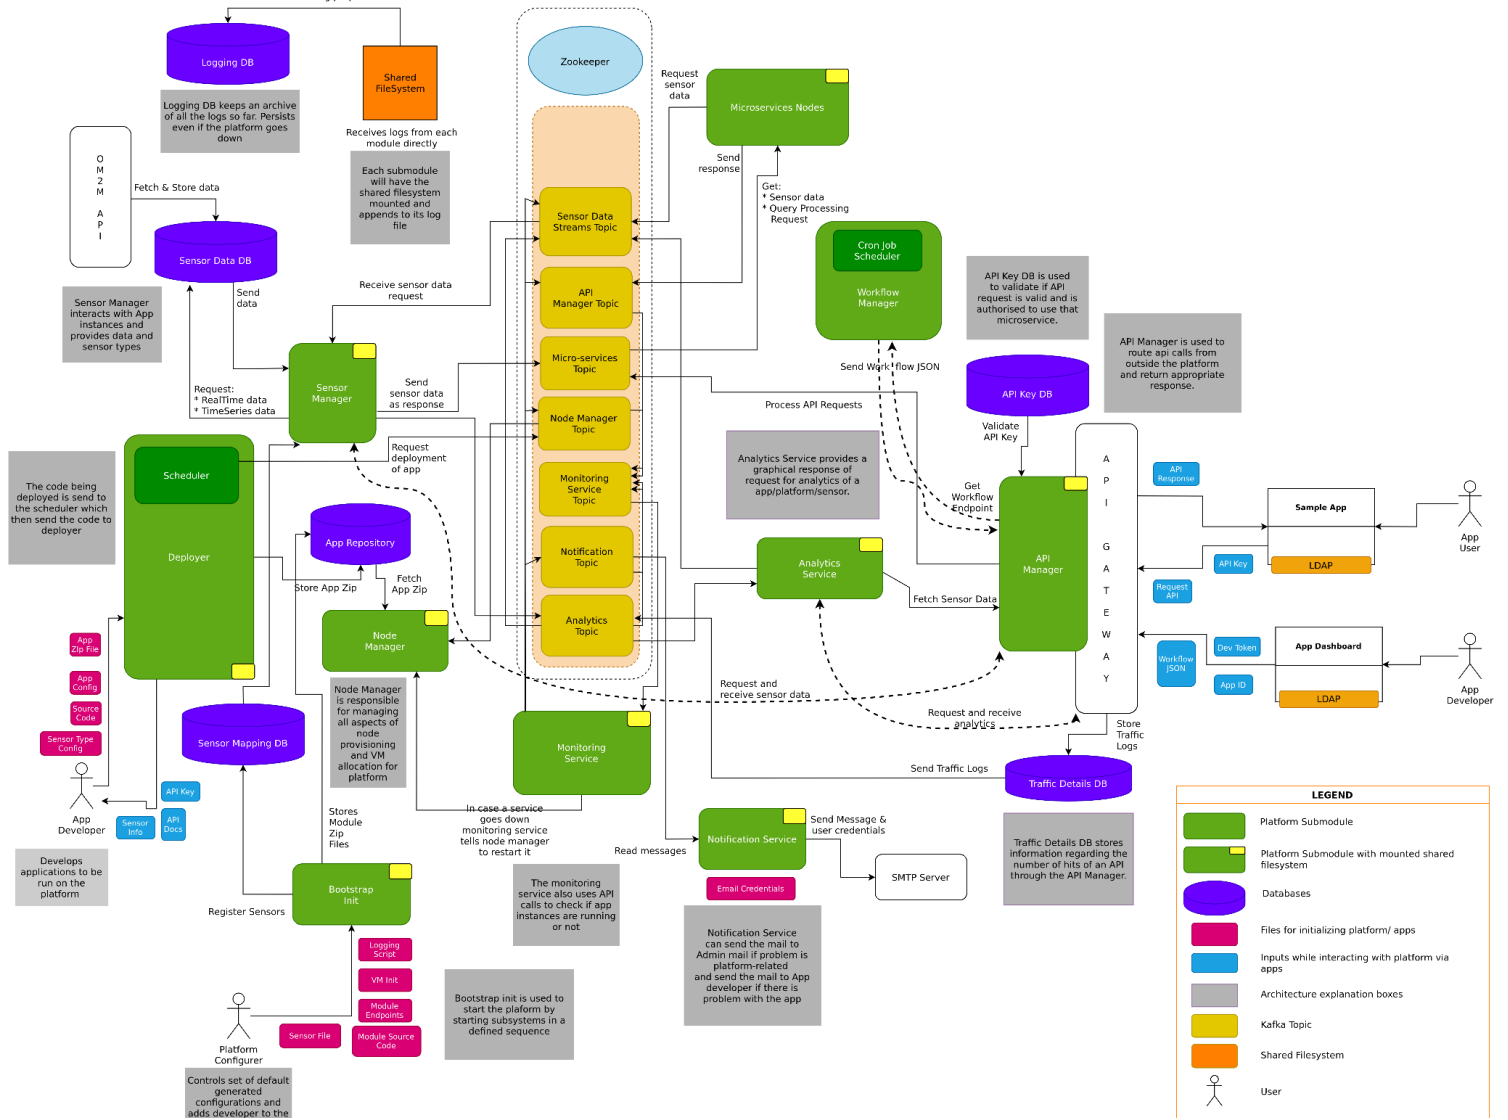 Logging DB
Logging DB keeps an archive
of all the logs so far. Persists
even if the platform goes
down
Shared
FileSystem
Receives logs from each
module directly
Each submodule
will have the
shared filesystem
mounted and
appends to its log
file
O
M
2
M
A
P
I
Fetch & Store data
Sensor Data DB
Send
data
Sensor Manager
interacts with App
instances and
provides data and
sensor types
Receive sensor data
request
Request:
* RealTime data
* TimeSeries data
Sensor
Manager
Send
sensor data
as response
Request
deployment
of app
Zookeeper
Sensor Data
Streams Topic
API
Manager Topic
Micro-services
Topic
Node Manager
Topic
Monitoring
Service
Topic
Notification
Topic
Analytics
Topic
Request
sensor
data
Microservices Nodes
Send
response
Get:
* Sensor data
* Query Processing
Request
Cron Job
Scheduler
Workflow
Manager
Send Work flow JSON
Process API Requests
API Key DB is used
to validate if API
request is valid and is
authorised to use that
microservice.
API Manager is used to
route api calls from
outside the platform
and return appropriate
response.
API Key DB
Validate
API Key
Analytics Service provides a
graphical response of
request for analytics of a
app/platform/sensor.
Get
Workflow
Endpoint
Analytics
Service
Fetch Sensor Data
API
Manager
A
P
I
G
A
T
E
W
A
Y
API
Response
Sample App
LDAP
App
User
API Key
Request
API
App Dashboard
LDAP
App
Developer
Dev Token
Workflow
JSON
App ID
Request and
receive sensor data
Request and receive
analytics
Store
Traffic
Logs
Send Traffic Logs
Traffic Details DB
Traffic Details DB stores
information regarding the
number of hits of an API
through the API Manager.
The code being
deployed is send to
the scheduler which
then send the code to
deployer
Scheduler
Deployer
App Repository
Store App Zip
Fetch
App Zip
Node
Manager
Node Manager
is responsible
for managing
all aspects of
node
provisioning
and VM
allocation for
platform
App
Zip File
App
Config
Source
Code
Sensor Type
Config
App
Developer
API Key
Sensor
Info
API
Docs
Develops
applications to be
run on the
platform
Sensor Mapping DB
Stores
Module
Zip
Files
Register Sensors
Bootstrap
Init
Logging
Script
VM Init
Module
Endpoints
Module Source
Code
Sensor File
Platform
Configurer
Controls set of default
generated
configurations and
adds developer to the
Bootstrap init is used to
start the plaform by
starting subsystems in a
defined sequence
Monitoring
Service
In case a service
goes down
monitoring service
tells node manager
to restart it
The monitoring
service also uses API
calls to check if app
instances are running
or not
Read messages
Notification Service
Send Message &
user credentials
SMTP Server
Email Credentials
Notification Service
can send the mail to
Admin mail if problem is
platform-related
and send the mail to App
developer if there is
problem with the app
LEGEND
Platform Submodule
Platform Submodule with mounted shared
filesystem
Databases
Files for initializing platform/ apps
Inputs while interacting with platform via
apps
Architecture explanation boxes
Kafka Topic
Shared Filesystem
User